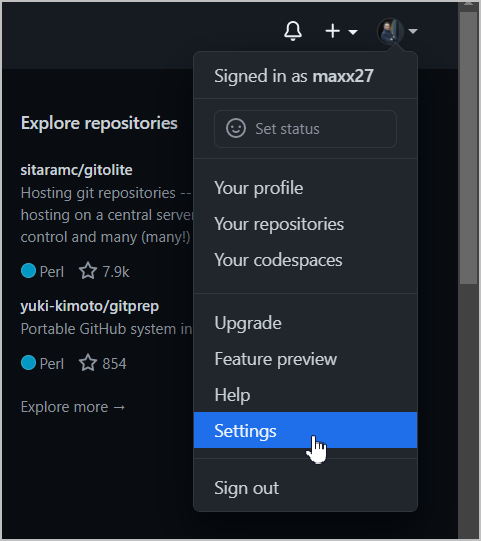 Signed in as maxx27
Set status
Your profile
Your repositories
Your codespaces
Upgrade
Feature preview
Help
Settings
Sign out
Explore repositories
sitaramc/gitolite
Hosting git repositories --
hosting on a central server
control and many (many!)
Perl 7.9k
yuki-kimoto/gitprep
Portable GitHub system in
Perl 854
Explore more →